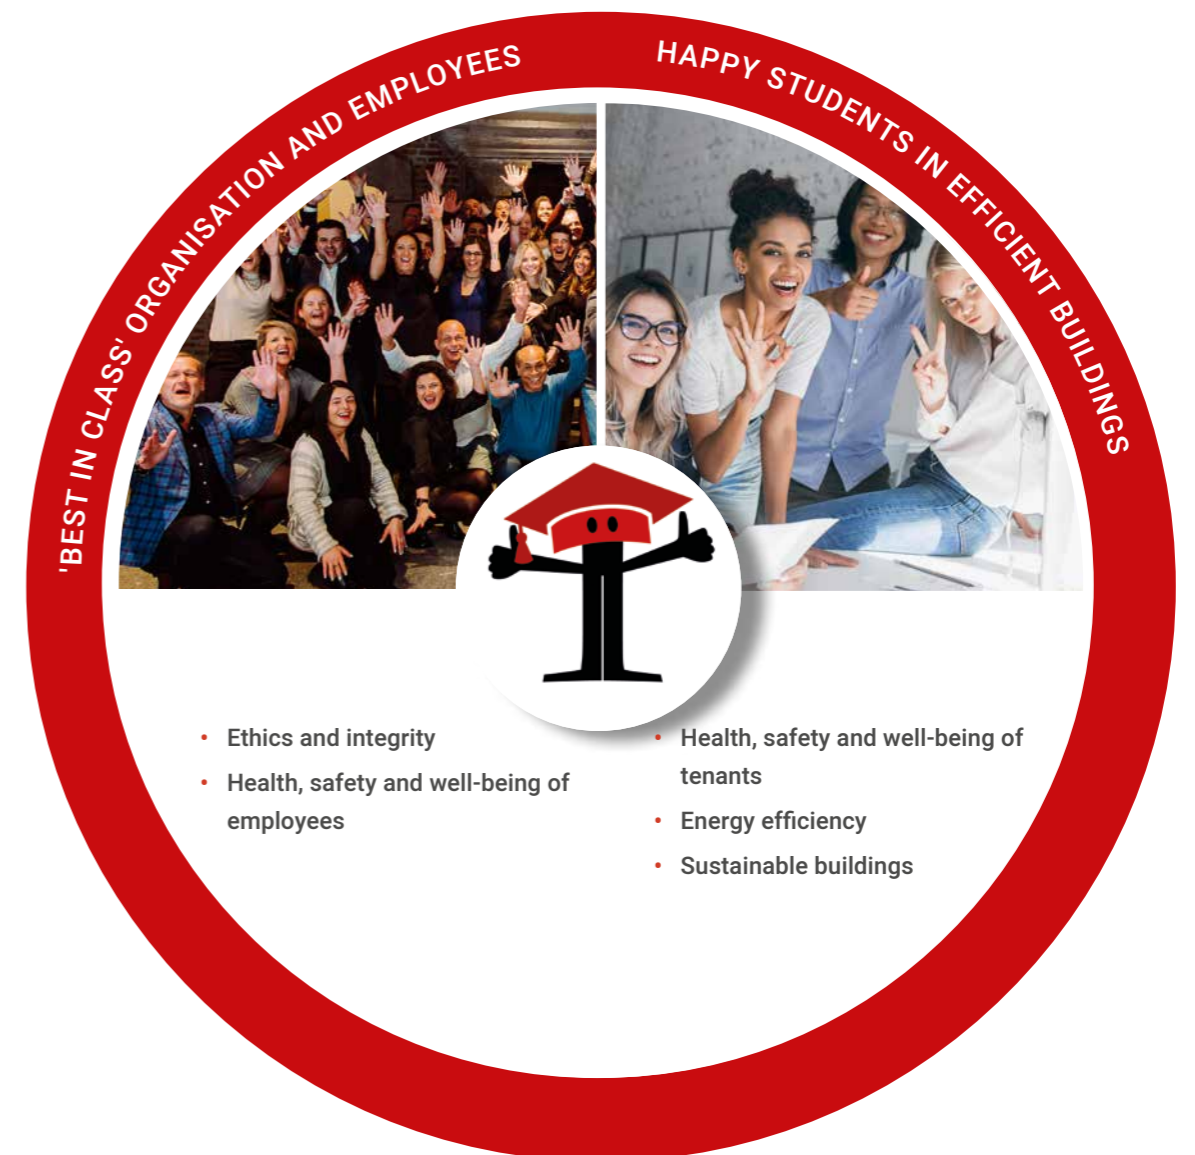 'BEST IN CLASS' ORGANISATION AND EMPLOYEES
HAPPY STUDENTS IN EFFICIENT BUILDINGS
• Ethics and integrity
• Health, safety and well-being of
employees
• Health, safety and well-being of
tenants
• Energy efficiency
• Sustainable buildings